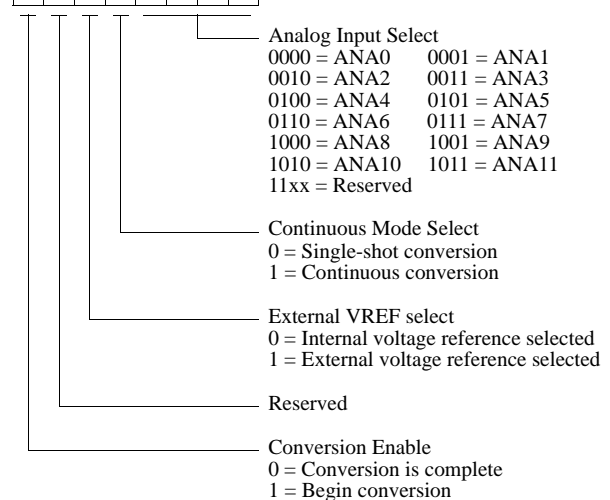 Analog Input Select
0000 = ANA0 0001 = ANA1
0010 = ANA2 0011 = ANA3
0100 = ANA4 0101 = ANA5
0110 = ANA6 0111 = ANA7
1000 = ANA8 1001 = ANA9
1010 = ANA10 1011 = ANA11
11xx = Reserved
Continuous Mode Select
0 = Single-shot conversion
1 = Continuous conversion
External VREF select
0 = Internal voltage reference selected
1 = External voltage reference selected
Reserved
Conversion Enable
0 = Conversion is complete
1 = Begin conversion